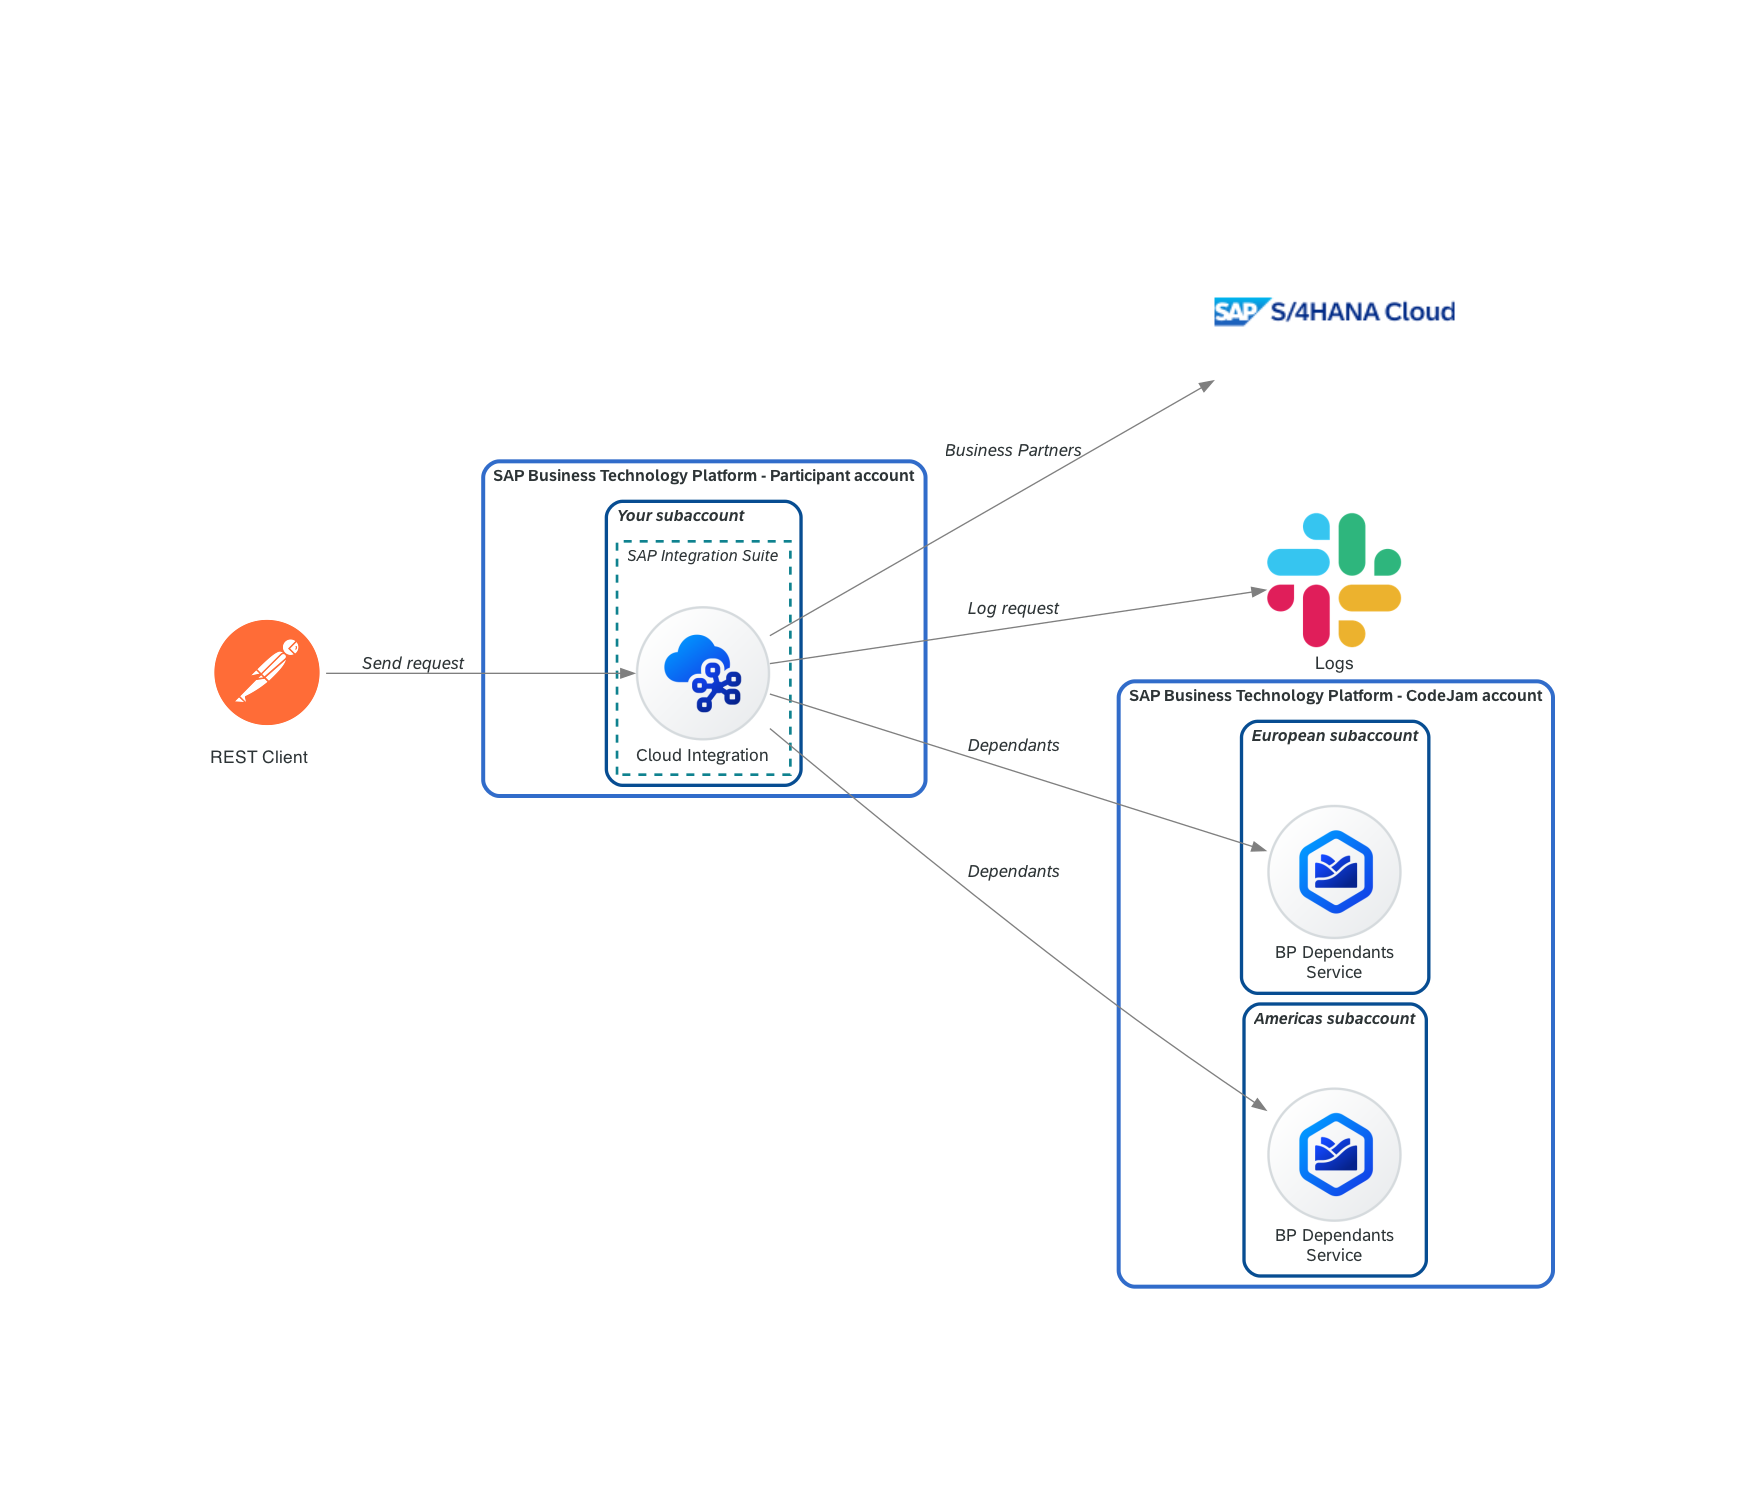 SAP S/4HANA Cloud
Business Partners
SAP Business Technology Platform - Participant account
Your subaccount
SAP Integration Suite
Log request
Send request
Logs
SAP Business Technology Platform - CodeJam account
European subaccount
Dependants
REST Client
Cloud Integration
Dependants
BP Dependants
Service
Americas subaccount
BP Dependants
Service